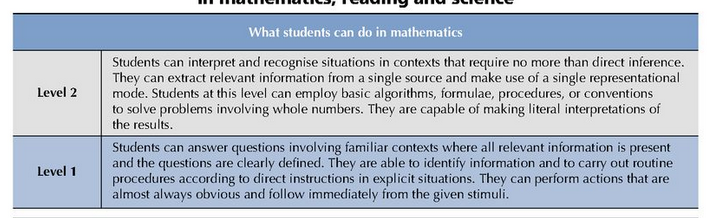 in mathematics, reading and science
What students can do in mathematics
Level 2
Students can interpret and recognise situations in contexts that require no more than direct inference.
They can extract relevant information from a single source and make use of a single representational
mode. Students at this level can employ basic algorithms, formulae, procedures, or conventions
to solve problems involving whole numbers. They are capable of making literal interpretations of
the results.
Level 1
Students can answer questions involving familiar contexts where all relevant information is present
and the questions are clearly defined. They are able to identify information and to carry out routine
procedures according to direct instructions in explicit situations. They can perform actions that are
almost always obvious and follow immediately from the given stimuli.